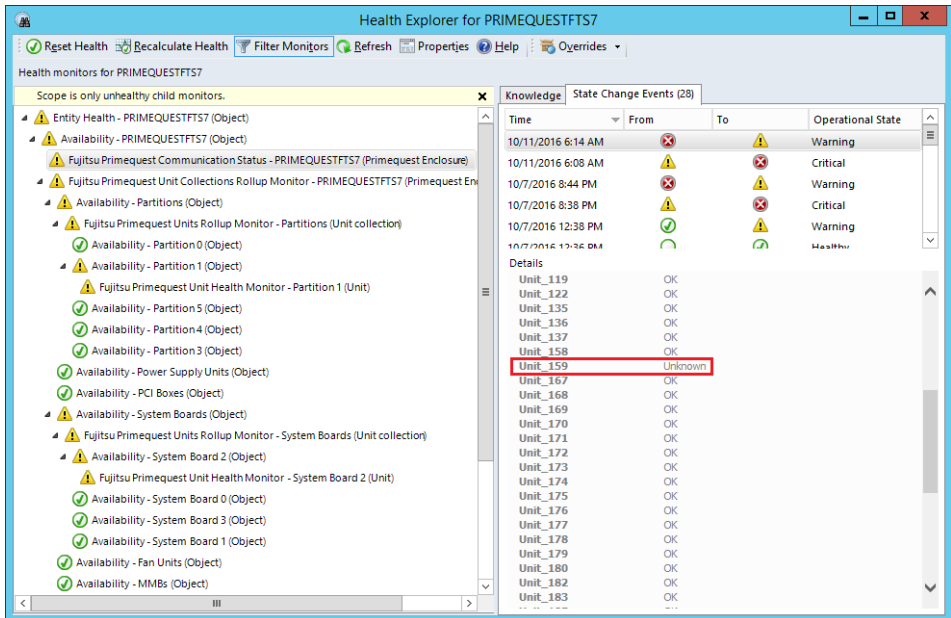 Health Explorer for PRIMEQUESTFTS7
Reset Health Recalculate Health Filter Monitors Refresh Properties Help Overrides
Health monitors for PRIMEQUESTFTS7
Scope is only unhealthy child monitors.
Entity Health - PRIMEQUESTFTS7 (Object)
Availability - PRIMEQUESTFTS7 (Object)
Fujitsu Primequest Communication Status - PRIMEQUESTFTS7 (Primequest Enclosure)
Fujitsu Primequest Unit Collections Rollup Monitor - PRIMEQUESTFTS7 (Primequest En
Availability - Partitions (Object)
Fujitsu Primequest Units Rollup Monitor - Partitions (Unit collection)
Availability - Partition 0 (Object)
Availability - Partition 1 (Object)
Fujitsu Primequest Unit Health Monitor - Partition 1 (Unit)
Availability - Partition 5 (Object)
Availability - Partition 4 (Object)
Availability - Partition 3 (Object)
Availability - Power Supply Units (Object)
Availability - PCI Boxes (Object)
Availability - System Boards (Object)
Fujitsu Primequest Units Rollup Monitor - System Boards (Unit collection)
Availability - System Board 2 (Object)
Fujitsu Primequest Unit Health Monitor - System Board 2 (Unit)
Availability - System Board 0 (Object)
Availability - System Board 3 (Object)
Availability - System Board 1 (Object)
Availability - Fan Units (Object)
Availability - MMBs (Object)
Knowledge State Change Events (28)
Time From To Operational State
10/11/2016 6:14 AM Warning
10/11/2016 6:08 AM Critical
10/7/2016 8:44 PM Warning
10/7/2016 8:38 PM Critical
10/7/2016 12:38 PM Warning
10/7/2016 12:36 PM Healthy
Details
Unit_119 OK
Unit_122 OK
Unit_135 OK
Unit_136 OK
Unit_137 OK
Unit_158 OK
Unit_159 Unknown
Unit_167 OK
Unit_168 OK
Unit_169 OK
Unit_170 OK
Unit_171 OK
Unit_172 OK
Unit_173 OK
Unit_174 OK
Unit_175 OK
Unit_176 OK
Unit_177 OK
Unit_178 OK
Unit_179 OK
Unit_180 OK
Unit_182 OK
Unit_183 OK